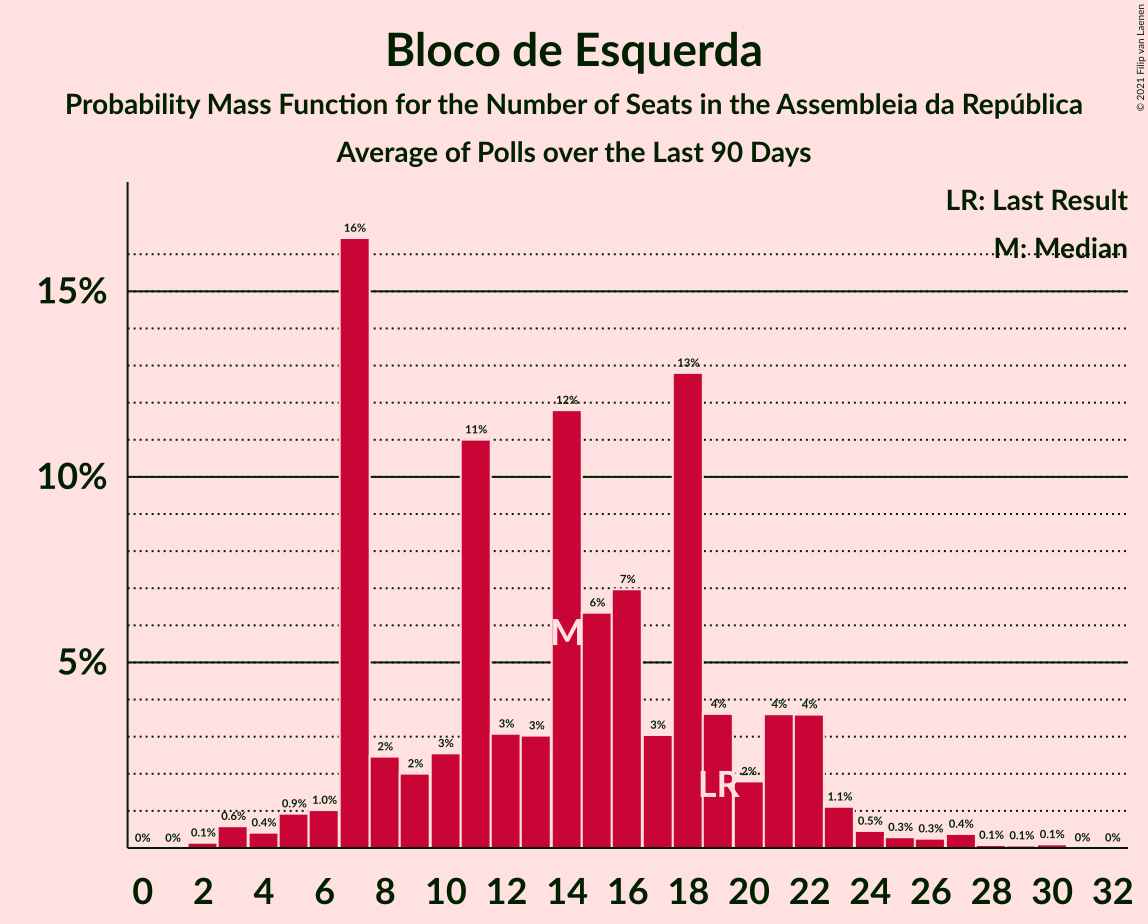 Bloco de Esquerda
Probability Mass Function for the Number of Seats in the Assembleia da República
Average of Polls over the Last 90 Days
© 2021 Filip van Laenen
LR: Last Result
M: Median
15%
10%
5%
0% 0% 0.1% 0.6% 0.4% 0.9% 1.0% 16% 2% 2% 3% 11% 3% 3% 12% 6% 7% 3% 13% 4% 2% 4% 4% 1.1% 0.5% 0.3% 0.3% 0.4% 0.1% 0.1% 0.1% 0% 0%
M
LR
0 2 4 6 8 10 12 14 16 18 20 22 24 26 28 30 32